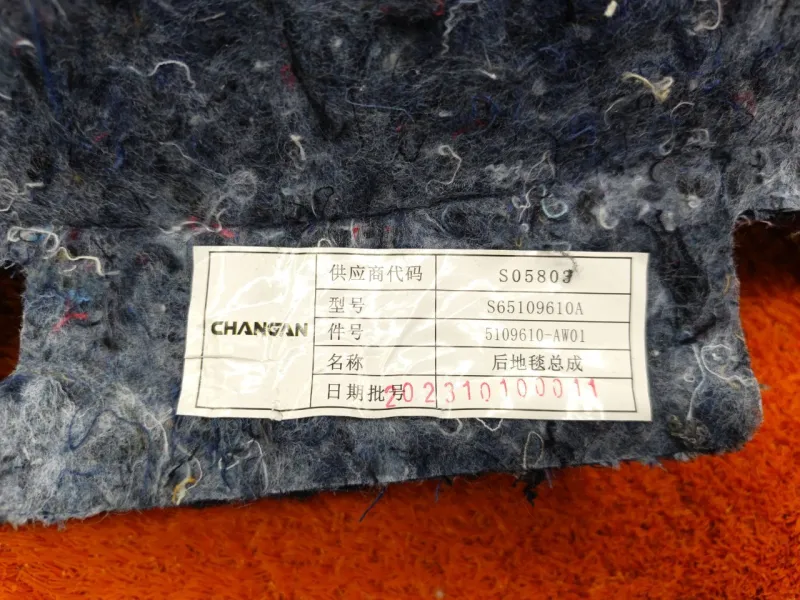 CHANGAN
供应商代码 S05803
型号 S65109610A
件号 5109610-AW01
名称 后地毯总成
日期批号 202310100011